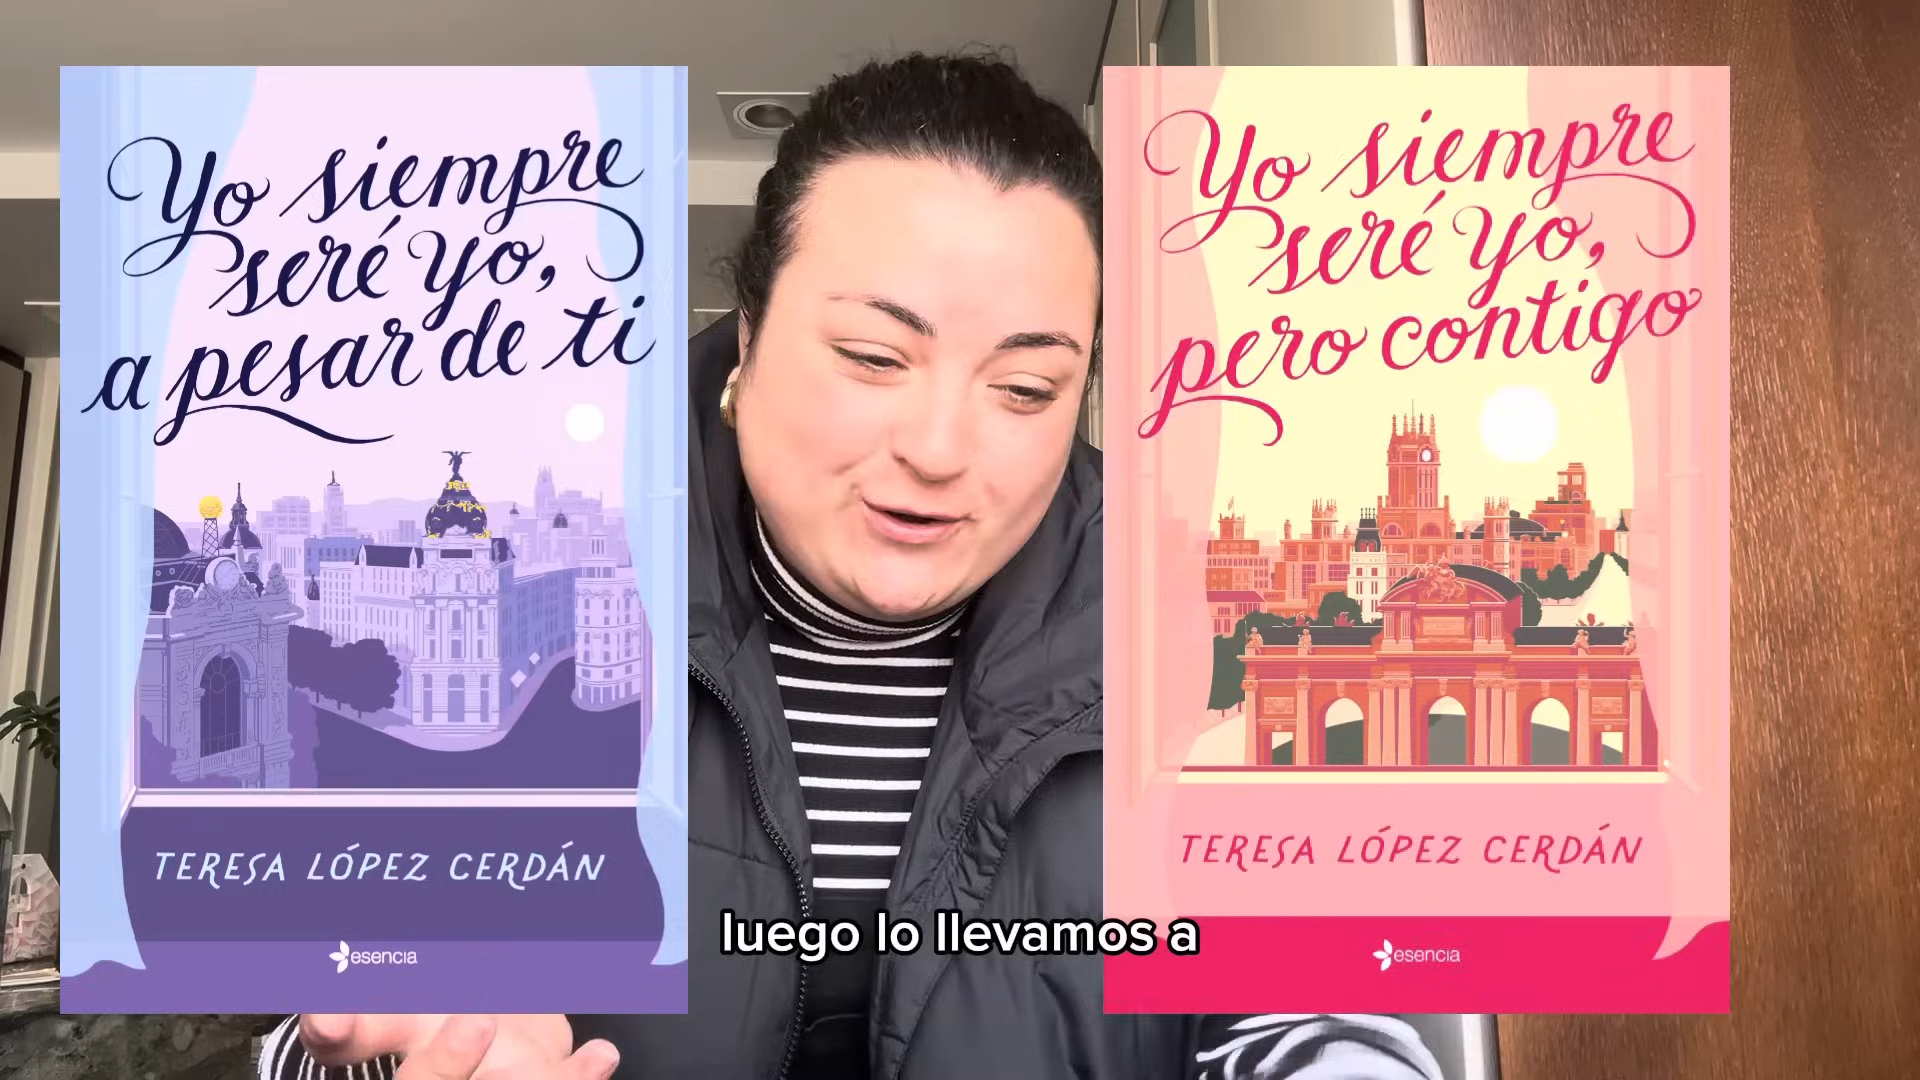 Yo siempre
seré yo,
a pesar de ti
TERESA LÓPEZ CERDÁN
esencia
Yo siempre
seré yo,
pero contigo
TERESA LÓPEZ CERDÁN
esencia
luego lo llevamos a